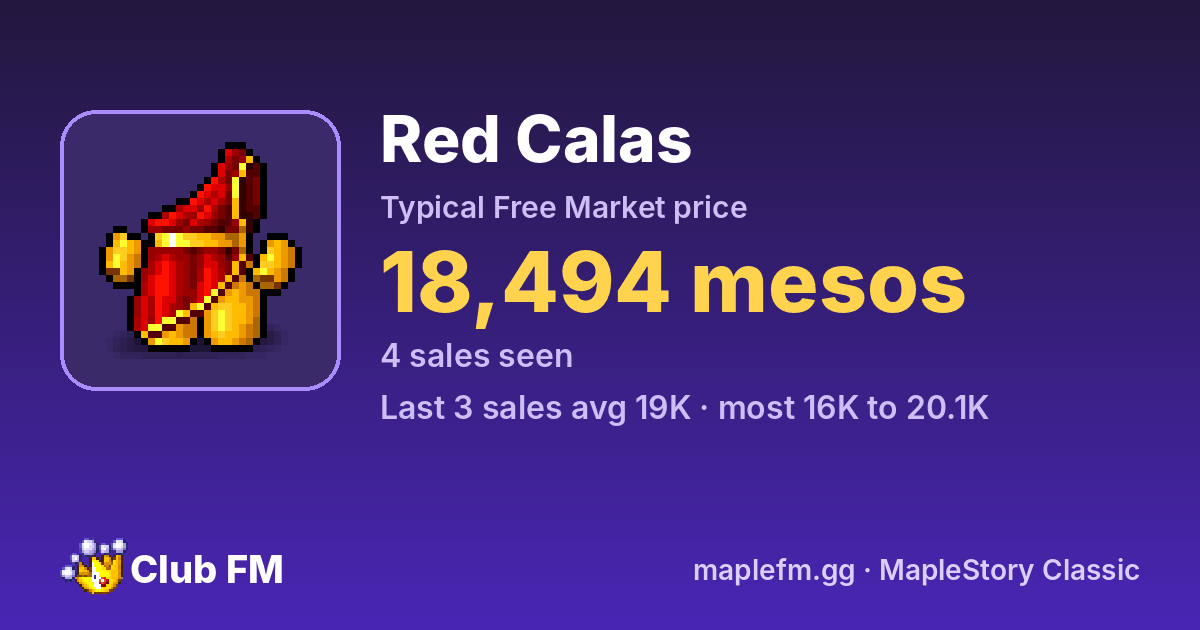 Red Calas
Typical Free Market price
18,494 mesos
4 sales seen
Last 3 sales avg 19K · most 16K to 20.1K
Club FM
maplefm.gg · MapleStory Classic